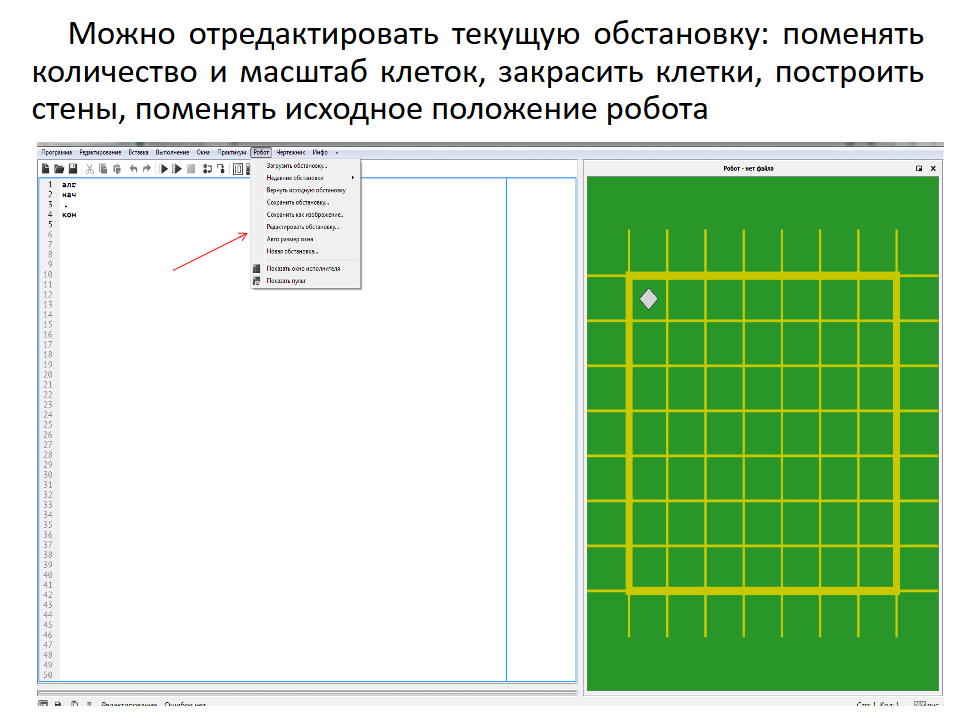 Можно отредактировать текущую обстановку: поменять
количество и масштаб клеток, закрасить клетки, построить
стены, поменять исходное положение робота
Программа Редактирование Вставка Выполнение Окна Практикум Робот Чертежник Инфо »
Загрузить обстановку...
Недавние обстановки
Вернуть исходную обстановку
Сохранить обстановку...
Сохранить как изображение...
Редактировать обстановку...
Авто размер окна
Новая обстановка...
Показать окно исполнителя
Показать пульт
Робот - нет файла
1 алг
2 нач
3 .
4 кон
5
6
7
8
9
10
11
12
13
14
15
16
17
18
19
20
21
22
23
24
25
26
27
28
29
30
31
32
33
34
35
36
37
38
39
40
41
42
43
44
45
46
47
48
49
50
Редактирование Ошибок нет
Стр: 1, Кол: 1 рус